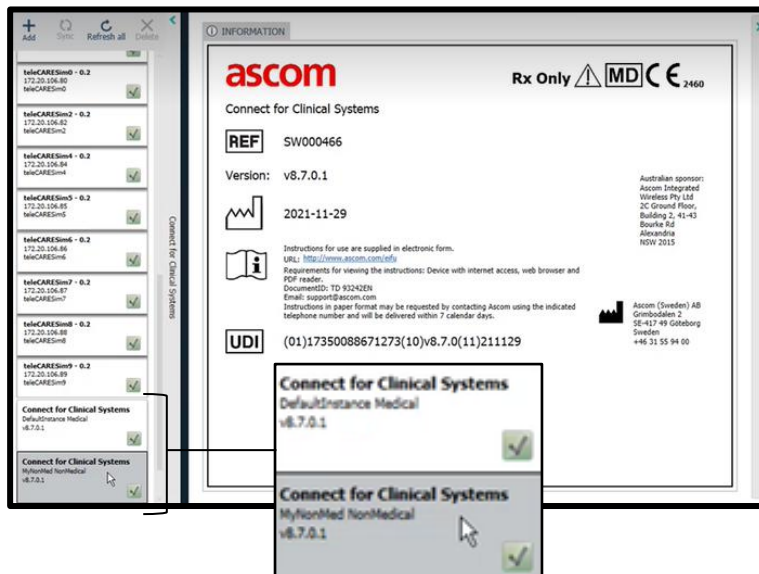 Add Sync Refresh all Delete
teleCARESim0 - 0.2
172.20.106.80
teleCARESim0
teleCARESim2 - 0.2
172.20.106.82
teleCARESim2
teleCARESim4 - 0.2
172.20.106.84
teleCARESim4
teleCARESim5 - 0.2
172.20.106.85
teleCARESim5
teleCARESim6 - 0.2
172.20.106.86
teleCARESim6
teleCARESim7 - 0.2
172.20.106.87
teleCARESim7
teleCARESim8 - 0.2
172.20.106.88
teleCARESim8
teleCARESim9 - 0.2
172.20.106.89
teleCARESim9
Connect for Clinical Systems
DefaultInstance Medical
v8.7.0.1
Connect for Clinical Systems
MyNonMed NonMedical
v8.7.0.1
Connect for Clinical Systems
INFORMATION
ascom
Rx Only MD CE 2460
Connect for Clinical Systems
REF SW000466
Version: v8.7.0.1
2021-11-29
Instructions for use are supplied in electronic form.
URL: http://www.ascom.com/eifu
Requirements for viewing the instructions: Device with internet access, web browser and
PDF reader.
DocumentID: TD 93242EN
Email: support@ascom.com
Instructions in paper format may be requested by contacting Ascom using the indicated
telephone number and will be delivered within 7 calendar days.
UDI (01)17350088671273(10)v8.7.0(11)211129
Australian sponsor:
Ascom Integrated
Wireless Pty Ltd
2C Ground Floor,
Building 2, 41-43
Bourke Rd
Alexandria
NSW 2015
Ascom (Sweden) AB
Grimbodalen 2
SE-417 49 Göteborg
Sweden
+46 31 55 94 00
Connect for Clinical Systems
DefaultInstance Medical
v8.7.0.1
Connect for Clinical Systems
MyNonMed NonMedical
v8.7.0.1